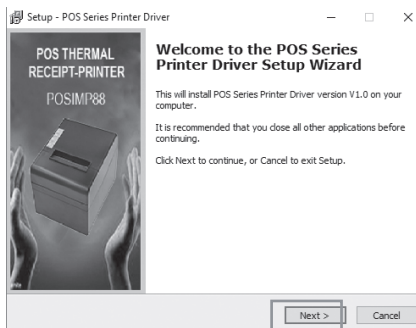 Setup - POS Series Printer Driver
POS THERMAL
RECEIPT-PRINTER
POSIMP88
Welcome to the POS Series
Printer Driver Setup Wizard
This will install POS Series Printer Driver version V1.0 on your
computer.
It is recommended that you close all other applications before
continuing.
Click Next to continue, or Cancel to exit Setup.
Next >
Cancel